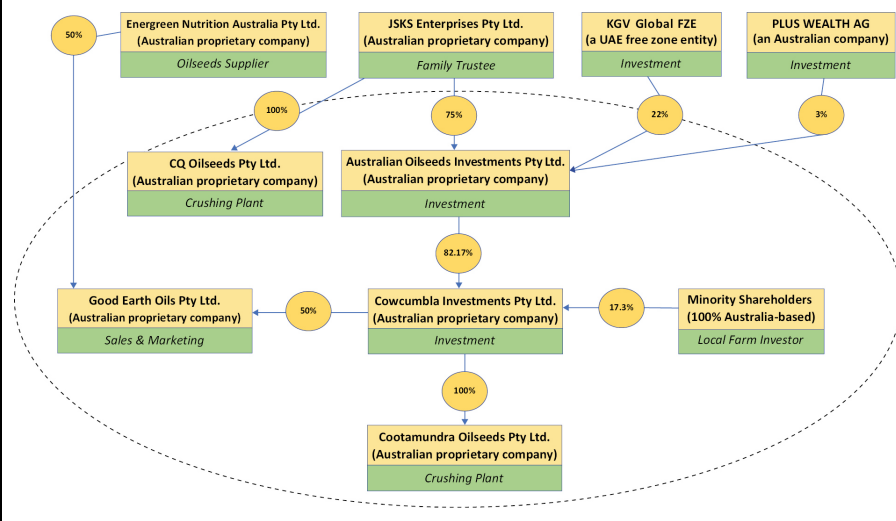 Energreen Nutrition Australia Pty Ltd.
(Australian proprietary company)
Oilseeds Supplier
JSKS Enterprises Pty Ltd.
(Australian proprietary company)
Family Trustee
KGV Global FZE
(a UAE free zone entity)
Investment
PLUS WEALTH AG
(an Australian company)
Investment
50%
100%
75%
22%
3%
CQ Oilseeds Pty Ltd.
(Australian proprietary company)
Crushing Plant
Australian Oilseeds Investments Pty Ltd.
(Australian proprietary company)
Investment
82.17%
Good Earth Oils Pty Ltd.
(Australian proprietary company)
Sales & Marketing
50%
Cowcumbla Investments Pty Ltd.
(Australian proprietary company)
Investment
17.3%
Minority Shareholders
(100% Australia-based)
Local Farm Investor
100%
Cootamundra Oilseeds Pty Ltd.
(Australian proprietary company)
Crushing Plant